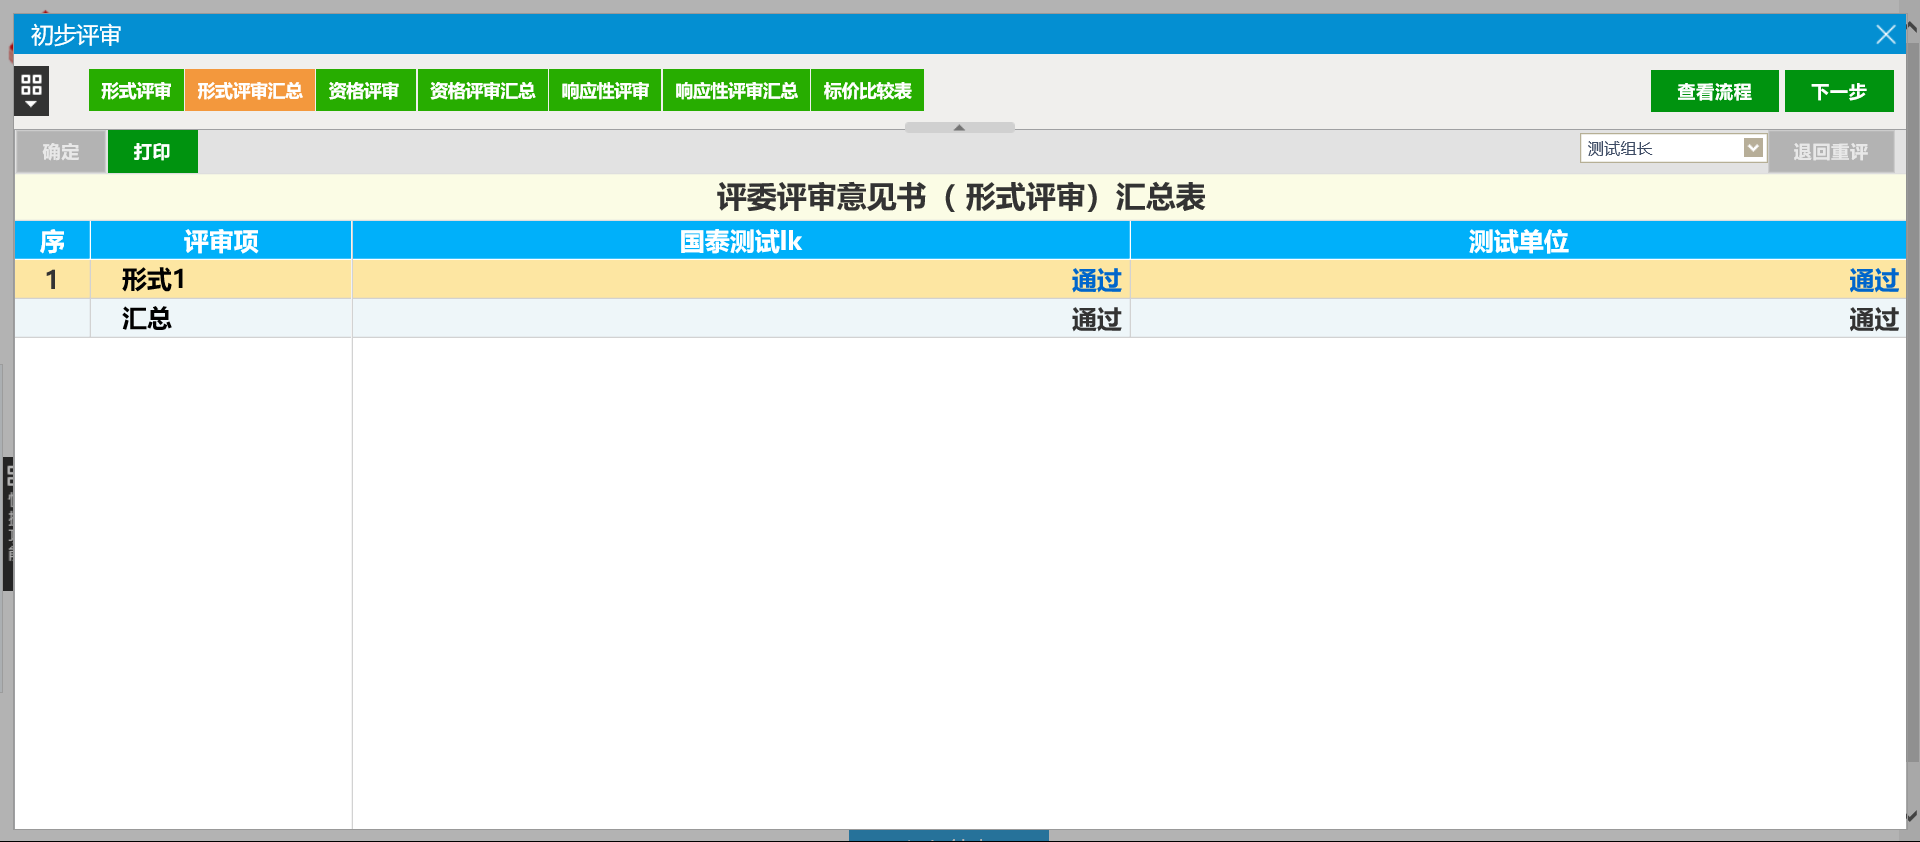 初步评审
形式评审 形式评审汇总 资格评审 资格评审汇总 响应性评审 响应性评审汇总 标价比较表 查看流程 下一步
确定 打印 测试组长 退回重评
评委评审意见书（ 形式评审）汇总表
序 评审项 国泰测试lk 测试单位
1 形式1 通过 通过
汇总 通过 通过